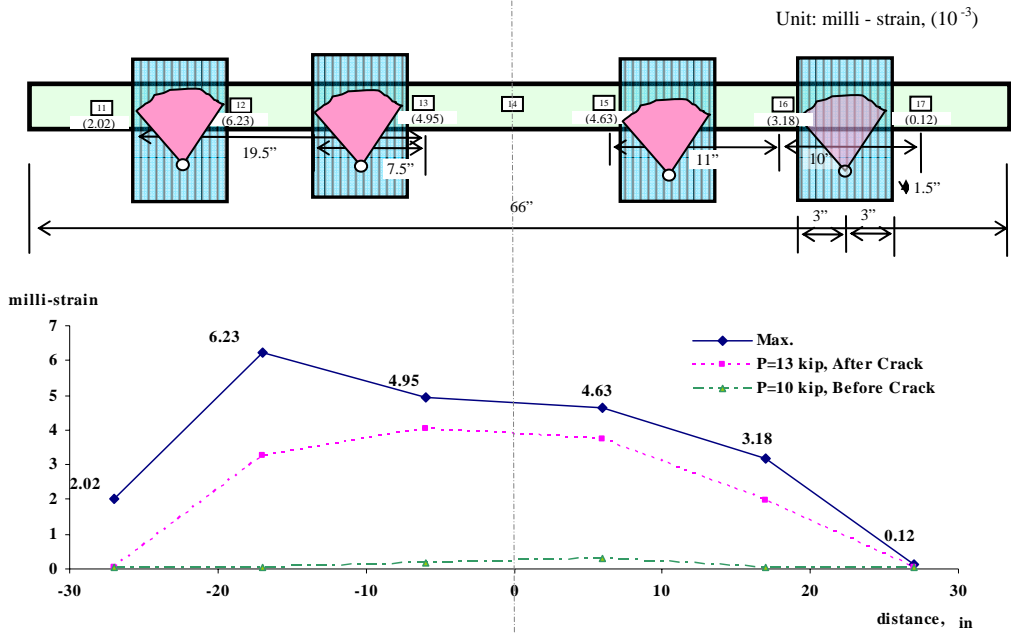 Unit: milli - strain, (10 -3)
11 12 13 14 15 16 17
(2.02) (6.23) (4.95) (4.63) (3.18) (0.12)
19.5”
7.5”
11”
10”
1.5”
66”
3” 3”
milli-strain
7
6
5
4
3
2
1
0
6.23
4.95
4.63
3.18
2.02
0.12
Max.
P=13 kip, After Crack
P=10 kip, Before Crack
-30 -20 -10 0 10 20 30
distance, in